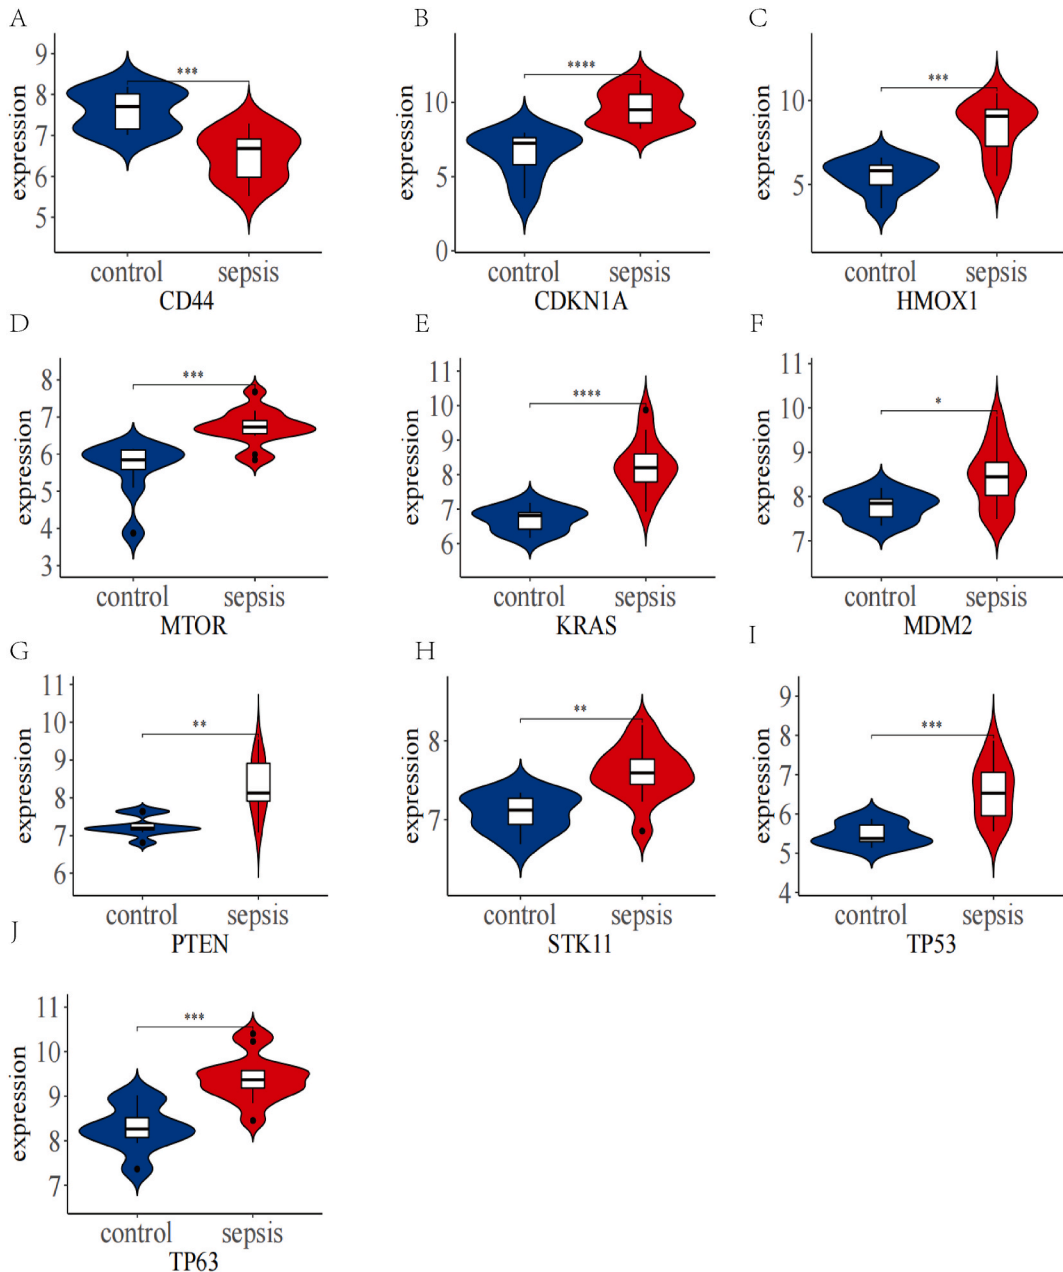 A
B
C
9
8
7
6
5
expression
***
control
sepsis
CD44
10
5
0
expression
****
control
sepsis
CDKN1A
10
5
expression
***
control
sepsis
HMOX1
D
E
F
8
7
6
5
4
3
expression
***
control
sepsis
MTOR
11
10
9
8
7
6
expression
****
control
sepsis
KRAS
11
10
9
8
7
expression
*
control
sepsis
MDM2
G
H
I
11
10
9
8
7
6
expression
**
control
sepsis
PTEN
8
7
expression
**
control
sepsis
STK11
9
8
7
6
5
4
expression
***
control
sepsis
TP53
J
11
10
9
8
7
expression
***
control
sepsis
TP63